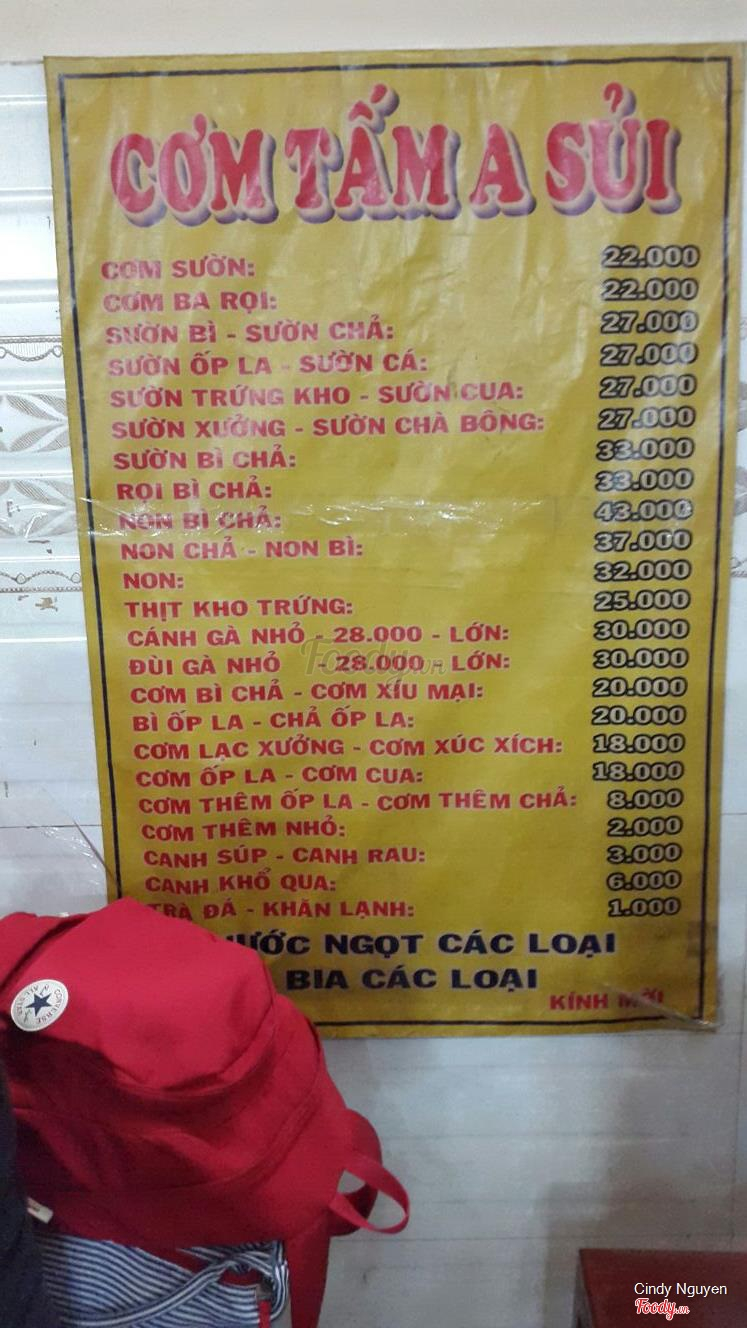 CƠM TẤM A SỦI
CƠM SƯỜN: 22.000
CƠM BA RỌI: 22.000
SƯỜN BÌ - SƯỜN CHẢ: 27.000
SƯỜN ỐP LA - SƯỜN CÁ: 27.000
SƯỜN TRỨNG KHO - SƯỜN CUA: 27.000
SƯỜN XƯỞNG - SƯỜN CHÀ BÔNG: 27.000
SƯỜN BÌ CHẢ: 33.000
RỌI BÌ CHẢ: 33.000
NON BÌ CHẢ: 43.000
NON CHẢ - NON BÌ: 37.000
NON: 32.000
THỊT KHO TRỨNG: 25.000
CÁNH GÀ NHỎ - 28.000 - LỚN: 30.000
ĐÙI GÀ NHỎ - 28.000 - LỚN: 30.000
CƠM BÌ CHẢ - CƠM XÍU MẠI: 20.000
BÌ ỐP LA - CHẢ ỐP LA: 20.000
CƠM LẠC XƯỞNG - CƠM XÚC XÍCH: 18.000
CƠM ỐP LA - CƠM CUA: 18.000
CƠM THÊM ỐP LA - CƠM THÊM CHẢ: 8.000
CƠM THÊM NHỎ: 2.000
CANH SÚP - CANH RAU: 3.000
CANH KHỔ QUA: 6.000
TRÀ ĐÁ - KHĂN LẠNH: 1.000
NƯỚC NGỌT CÁC LOẠI
BIA CÁC LOẠI
KÍNH MỜI
Foody.vn
CONVERSE
ALL STAR
Cindy Nguyen
Foody.vn